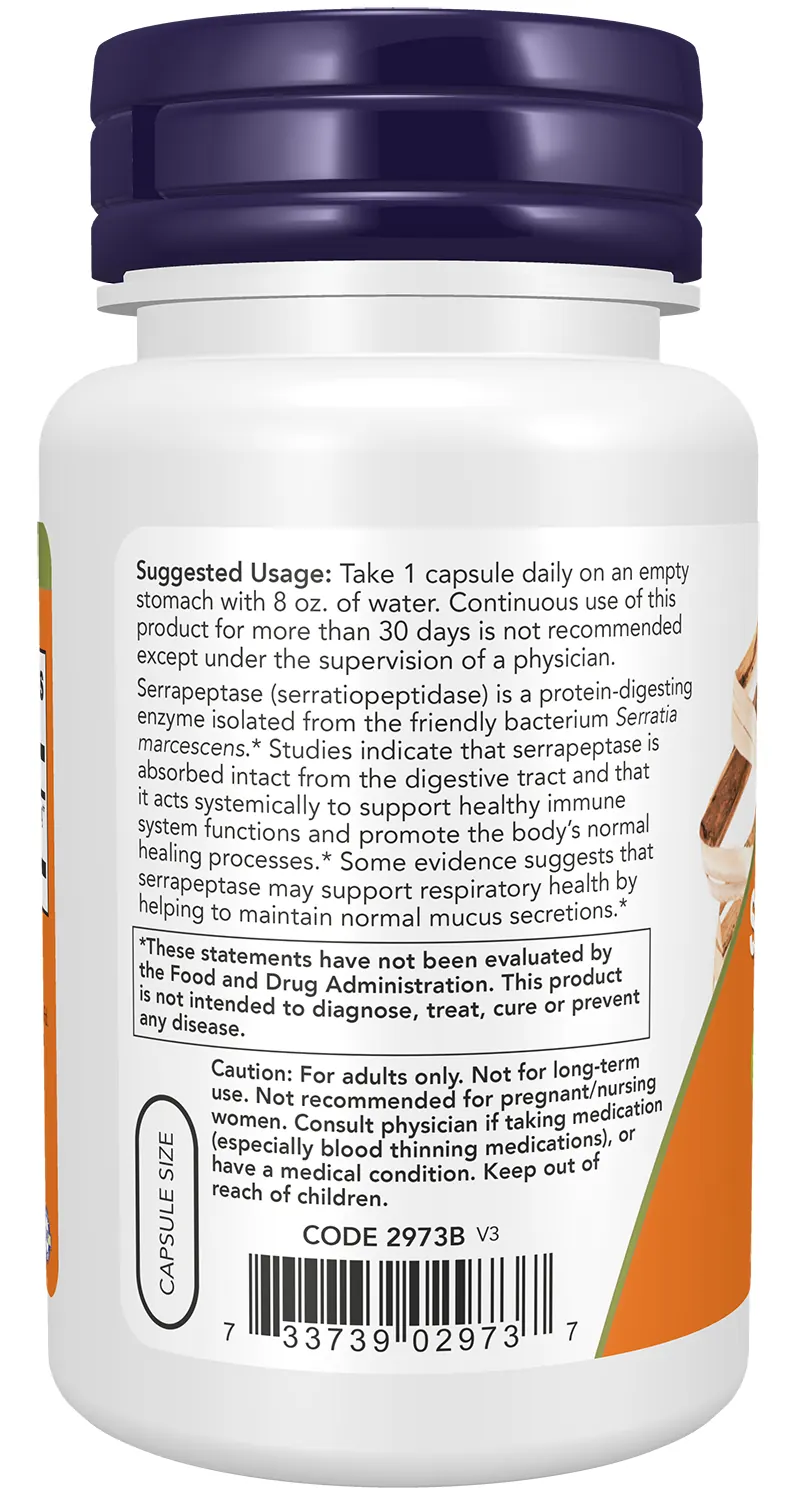 Suggested Usage: Take 1 capsule daily on an empty
stomach with 8 oz. of water. Continuous use of this
product for more than 30 days is not recommended
except under the supervision of a physician.
Serrapeptase (serratiopeptidase) is a protein-digesting
enzyme isolated from the friendly bacterium Serratia
marcescens.* Studies indicate that serrapeptase is
absorbed intact from the digestive tract and that
it acts systemically to support healthy immune
system functions and promote the body's normal
healing processes.* Some evidence suggests that
serrapeptase may support respiratory health by
helping to maintain normal mucus secretions.*
*These statements have not been evaluated by
the Food and Drug Administration. This product
is not intended to diagnose, treat, cure or prevent
any disease.
Caution: For adults only. Not for long-term
use. Not recommended for pregnant/nursing
women. Consult physician if taking medication
(especially blood thinning medications), or
have a medical condition. Keep out of
reach of children.
CAPSULE SIZE
CODE 2973B V3
7 33739 02973 7